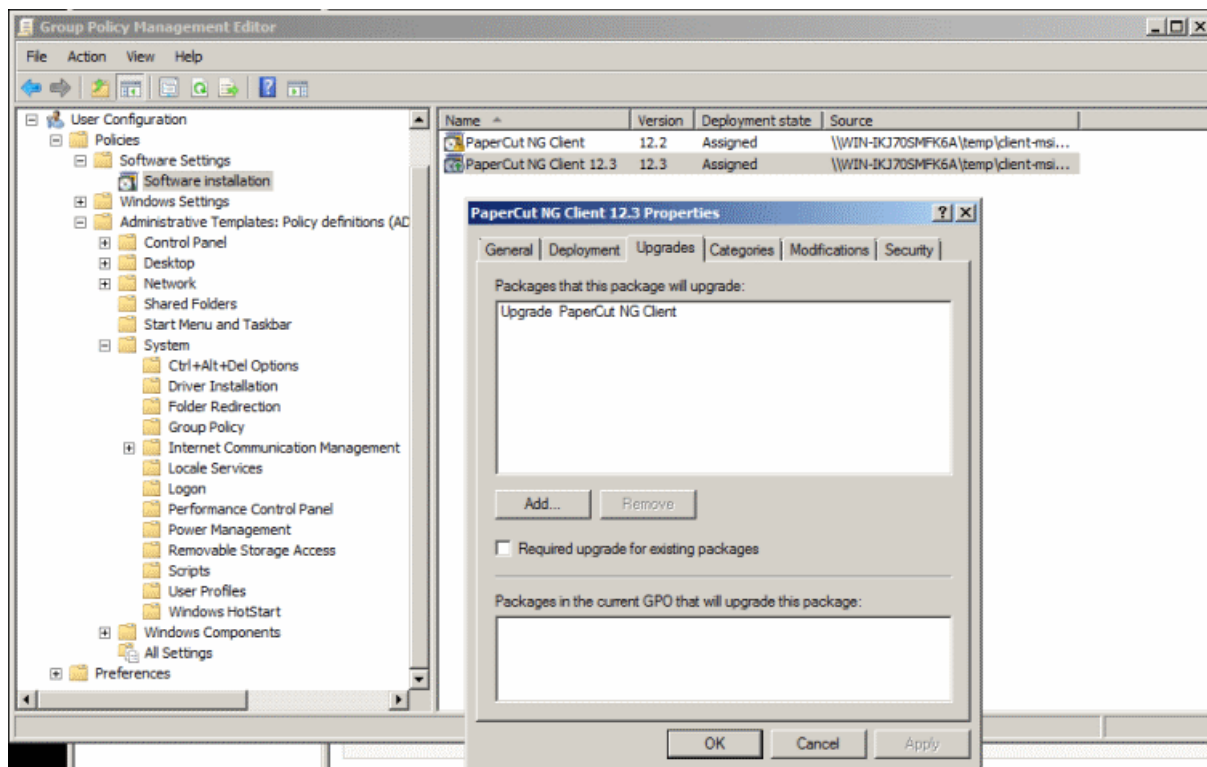 Group Policy Management Editor
File Action View Help
User Configuration
Policies
Software Settings
Software installation
Windows Settings
Administrative Templates: Policy definitions (AD
Control Panel
Desktop
Network
Shared Folders
Start Menu and Taskbar
System
Ctrl+Alt+Del Options
Driver Installation
Folder Redirection
Group Policy
Internet Communication Management
Locale Services
Logon
Performance Control Panel
Power Management
Removable Storage Access
Scripts
User Profiles
Windows HotStart
Windows Components
All Settings
Preferences
Name Version Deployment state Source
PaperCut NG Client 12.2 Assigned \\WIN-IKJ70SMFK6A\temp\client-msi...
PaperCut NG Client 12.3 12.3 Assigned \\WIN-IKJ70SMFK6A\temp\client-msi...
PaperCut NG Client 12.3 Properties
General Deployment Upgrades Categories Modifications Security
Packages that this package will upgrade:
Upgrade PaperCut NG Client
Add... Remove
Required upgrade for existing packages
Packages in the current GPO that will upgrade this package:
OK Cancel Apply